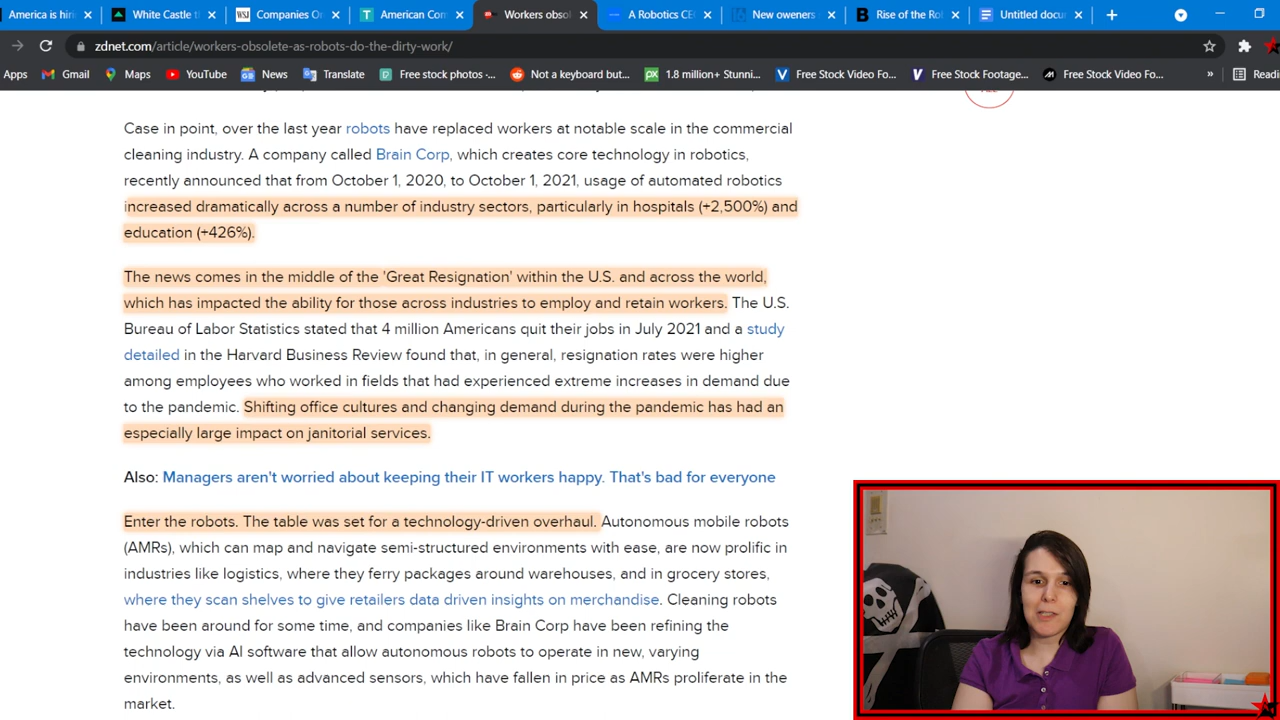 America is hiri
White Castle t
WSJ
Companies O
American Con
Workers obsol
A Robotics CE
New owners
Rise of the Ro
Untitled docu
zdnet.com/article/workers-obsolete-as-robots-do-the-dirty-work/
Apps
Gmail
Maps
YouTube
News
Translate
Free stock photos -...
Not a keyboard but...
1.8 million+ Stunni...
Free Stock Video Fo...
Free Stock Footage...
Free Stock Video Fo...
»
Readi
Case in point, over the last year robots have replaced workers at notable scale in the commercial
cleaning industry. A company called Brain Corp, which creates core technology in robotics,
recently announced that from October 1, 2020, to October 1, 2021, usage of automated robotics
increased dramatically across a number of industry sectors, particularly in hospitals (+2,500%) and
education (+426%).
The news comes in the middle of the 'Great Resignation' within the U.S. and across the world,
which has impacted the ability for those across industries to employ and retain workers. The U.S.
Bureau of Labor Statistics stated that 4 million Americans quit their jobs in July 2021 and a study
detailed in the Harvard Business Review found that, in general, resignation rates were higher
among employees who worked in fields that had experienced extreme increases in demand due
to the pandemic. Shifting office cultures and changing demand during the pandemic has had an
especially large impact on janitorial services.
Also: Managers aren't worried about keeping their IT workers happy. That's bad for everyone
Enter the robots. The table was set for a technology-driven overhaul. Autonomous mobile robots
(AMRs), which can map and navigate semi-structured environments with ease, are now prolific in
industries like logistics, where they ferry packages around warehouses, and in grocery stores,
where they scan shelves to give retailers data driven insights on merchandise. Cleaning robots
have been around for some time, and companies like Brain Corp have been refining the
technology via AI software that allow autonomous robots to operate in new, varying
environments, as well as advanced sensors, which have fallen in price as AMRs proliferate in the
market.